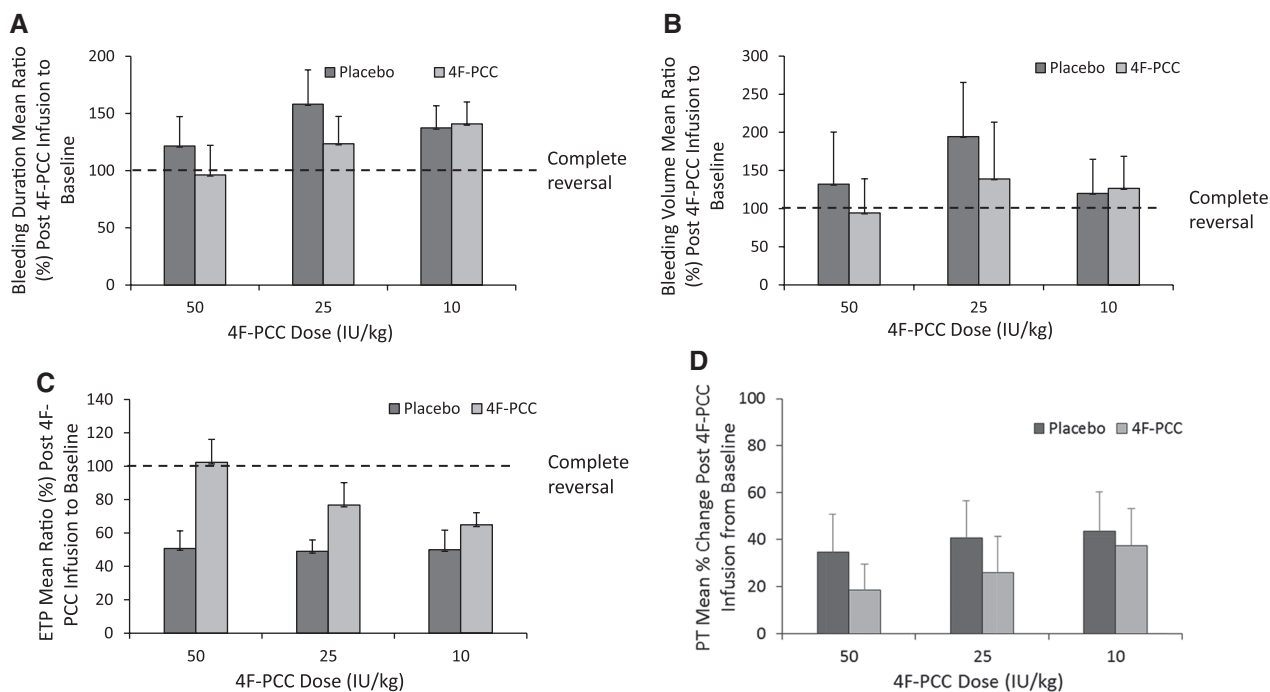 A
Bleeding Duration Mean Ratio
(%) Post 4F-PCC Infusion to
Baseline
200
150
100
50
0
Placebo 4F-PCC
Complete
reversal
50 25 10
4F-PCC Dose (IU/kg)
B
Bleeding Volume Mean Ratio
(%) Post 4F-PCC Infusion to
Baseline
300
250
200
150
100
50
0
Placebo 4F-PCC
Complete
reversal
50 25 10
4F-PCC Dose (IU/kg)
C
ETP Mean Ratio (%) Post 4F-
PCC Infusion to Baseline
140
120
100
80
60
40
20
0
Placebo 4F-PCC
Complete
reversal
50 25 10
4F-PCC Dose (IU/kg)
D
PT Mean % Change Post 4F-PCC
Infusion from Baseline
100
80
60
40
20
0
Placebo 4F-PCC
50 25 10
4F-PCC Dose (IU/kg)